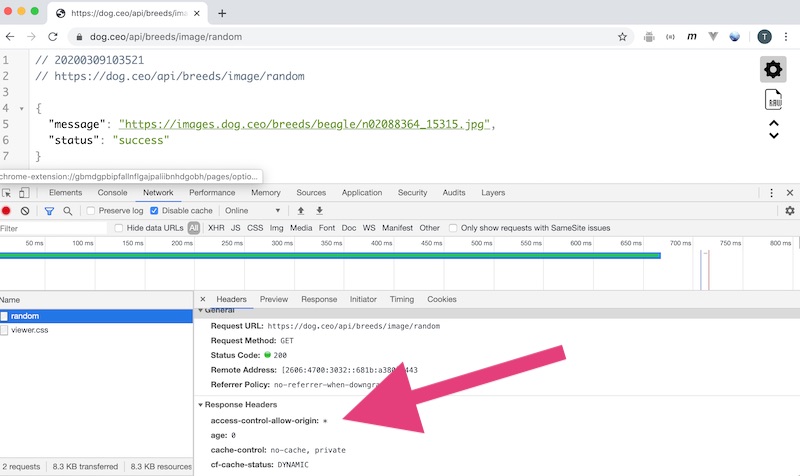 https://dog.ceo/api/breeds/image
dog.ceo/api/breeds/image/random
T
1 // 20200309103521
2 // https://dog.ceo/api/breeds/image/random
3
4 {
5 "message": "https://images.dog.ceo/breeds/beagle/n02088364_15315.jpg",
6 "status": "success"
7 }
RAW
chrome-extension://gbmdgpbipfallnflgajpaliibnhdgobh/pages/optio...
Elements Console Network Performance Memory Sources Application Security Audits Layers
Preserve log Disable cache Online
Filter Hide data URLs All XHR JS CSS Img Media Font Doc WS Manifest Other Only show requests with SameSite issues
50 ms 100 ms 150 ms 200 ms 250 ms 300 ms 350 ms 400 ms 450 ms 500 ms 550 ms 600 ms 650 ms 700 ms 750 ms 800 ms
Name Headers Preview Response Initiator Timing Cookies
random
viewer.css
General
Request URL: https://dog.ceo/api/breeds/image/random
Request Method: GET
Status Code: 200
Remote Address: [2606:4700:3032::681b:a38 443
Referrer Policy: no-referrer-when-downgra
Response Headers
access-control-allow-origin: *
age: 0
cache-control: no-cache, private
cf-cache-status: DYNAMIC
2 requests 8.3 KB transferred 8.3 KB resources